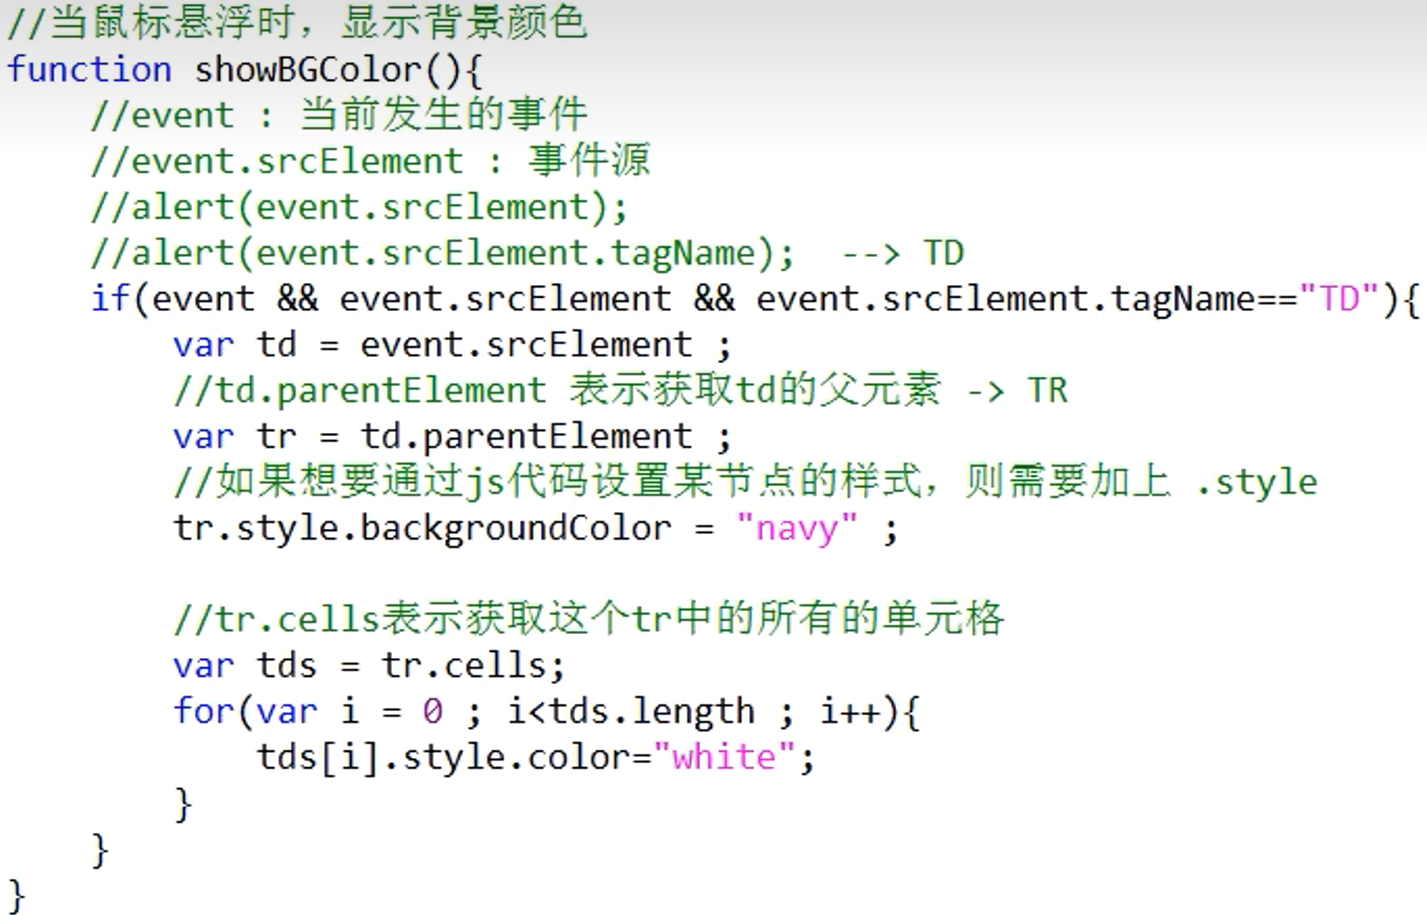 //当鼠标悬浮时，显示背景颜色
function showBGColor(){
    //event : 当前发生的事件
    //event.srcElement : 事件源
    //alert(event.srcElement);
    //alert(event.srcElement.tagName);  --> TD
    if(event && event.srcElement && event.srcElement.tagName=="TD"){
        var td = event.srcElement ;
        //td.parentElement 表示获取td的父元素 -> TR
        var tr = td.parentElement ;
        //如果想要通过js代码设置某节点的样式，则需要加上 .style
        tr.style.backgroundColor = "navy" ;

        //tr.cells表示获取这个tr中的所有的单元格
        var tds = tr.cells;
        for(var i = 0 ; i<tds.length ; i++){
            tds[i].style.color="white";
        }
    }
}